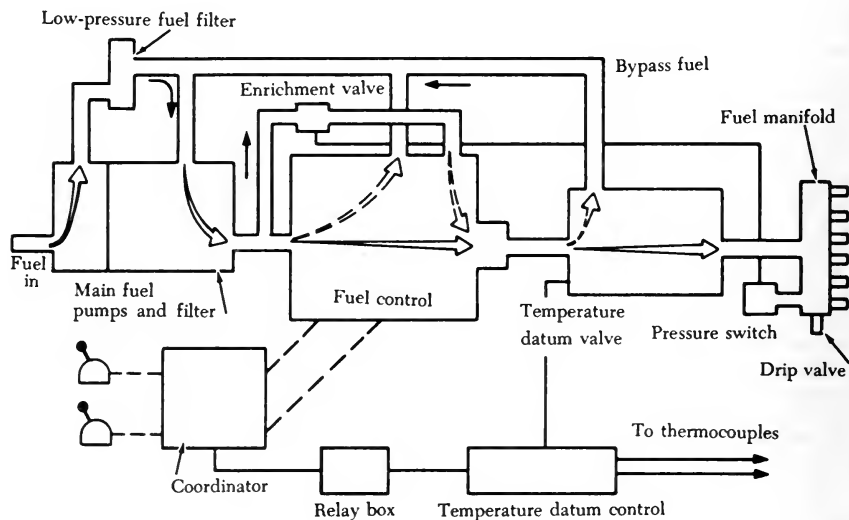 Low-pressure fuel filter
Bypass fuel
Enrichment valve
Fuel manifold
Fuel
in
Main fuel
pumps and filter
Fuel control
Temperature
datum valve
Pressure switch
Drip valve
To thermocouples
Coordinator
Relay box
Temperature datum control